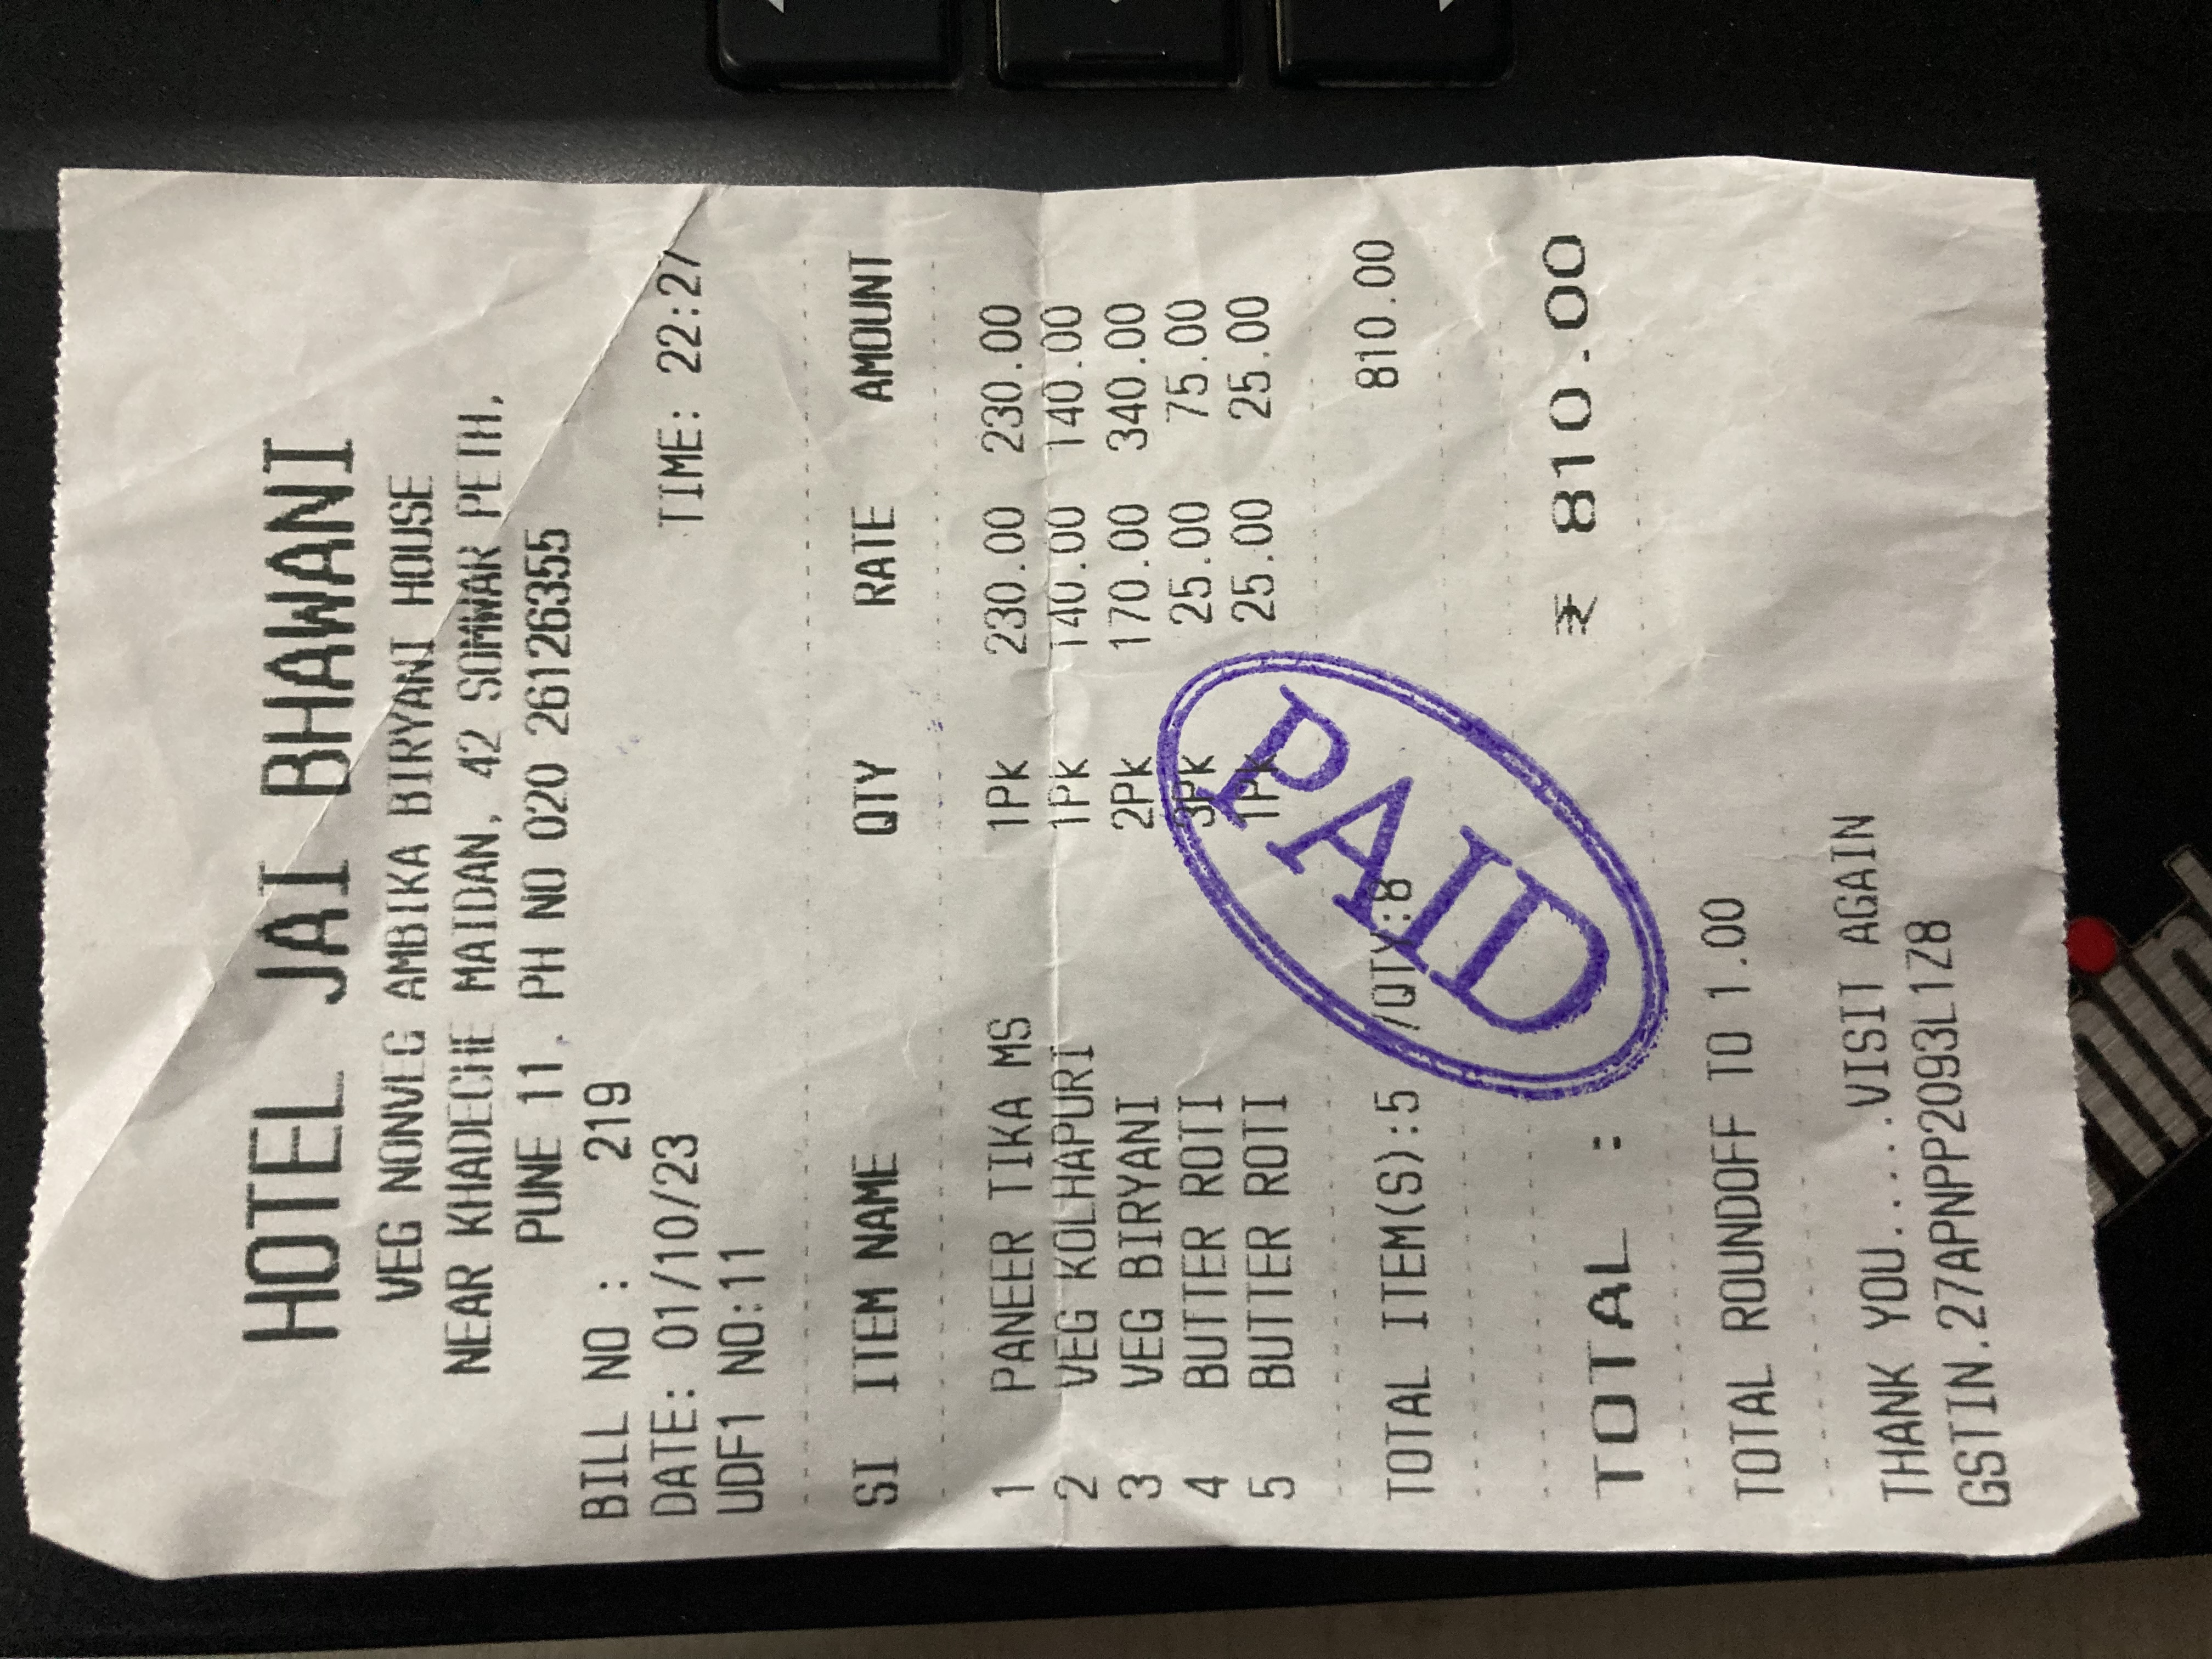 HOTEL JAI BHAWANI
VEG NONVEG AMBIKA BIRYANI HOUSE
NEAR KHADECHE MAIDAN, 42 SOMWAR PETH,
PUNE 11. PH NO 020 26126355
BILL NO : 219
DATE: 01/10/23 TIME: 22:27
UDF1 NO:11
SI ITEM NAME QTY RATE AMOUNT
1 PANEER TIKA MS 1Pk 230.00 230.00
2 VEG KOLHAPURI 1Pk 140.00 140.00
3 VEG BIRYANI 2Pk 170.00 340.00
4 BUTTER ROTI 3Pk 25.00 75.00
5 BUTTER ROTI 1Pk 25.00 25.00
TOTAL ITEM(S):5 /QTY:8 810.00
PAID
TOTAL : ₹ 810.00
TOTAL ROUNDOFF TO 1.00
THANK YOU.....VISIT AGAIN
GSTIN.27APNPP2093L1Z8